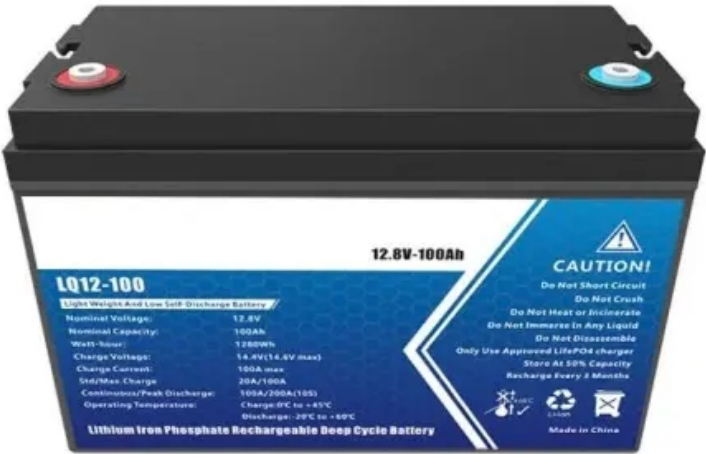 12.8V-100Ah
LQ12-100
Light Weight And Low Self-Discharge Battery
Nominal Voltage: 12.8V
Nominal Capacity: 100Ah
Watt-hour: 1280Wh
Charge Voltage: 14.4V(14.6V max)
Charge Current: 100A max
Std/Max.Charge 20A/100A
Continuous/Peak Discharge: 100A/200A(10S)
Operating Temperature: Charge:0℃ to +45℃
Discharge:-20℃ to +60℃
Lithium Iron Phosphate Rechargeable Deep Cycle Battery
CAUTION!
Do Not Short Circuit
Do Not Crush
Do Not Heat or Incinerate
Do Not Immerse In Any Liquid
Do Not Disassemble
Only Use Approved LifePO4 charger
Store At 50% Capacity
Recharge Every 3 Months
Li-ion
Made in China